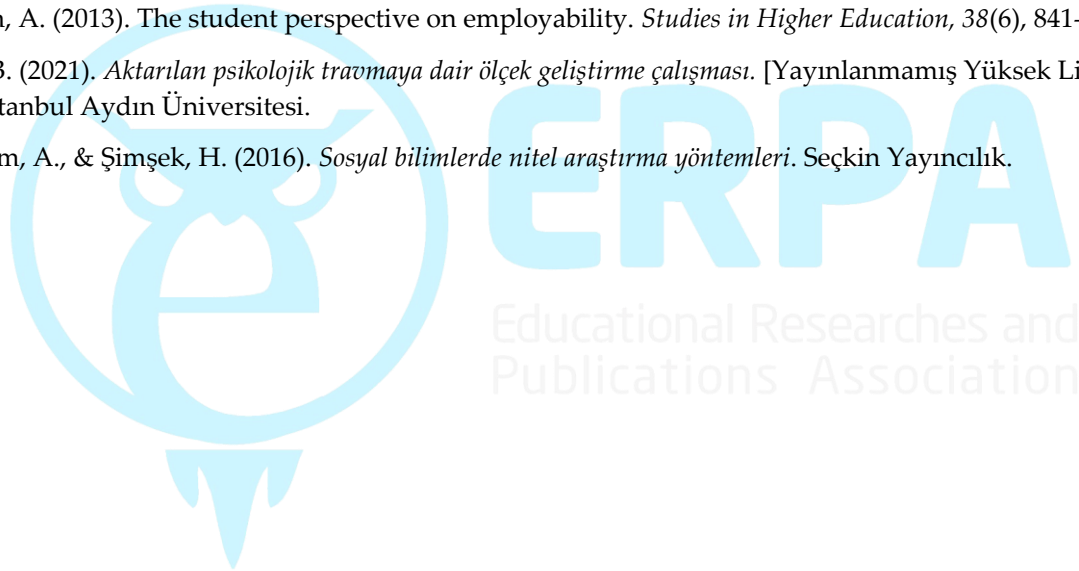 n, A. (2013). The student perspective on employability. Studies in Higher Education, 38(6), 841-
3. (2021). Aktarılan psikolojik travmaya dair ölçek geliştirme çalışması. [Yayınlanmamış Yüksek Li
tanbul Aydın Üniversitesi.
m, A., & Şimşek, H. (2016). Sosyal bilimlerde nitel araştırma yöntemleri. Seçkin Yayıncılık.
ERPA
Educational Researches and
Publications Association